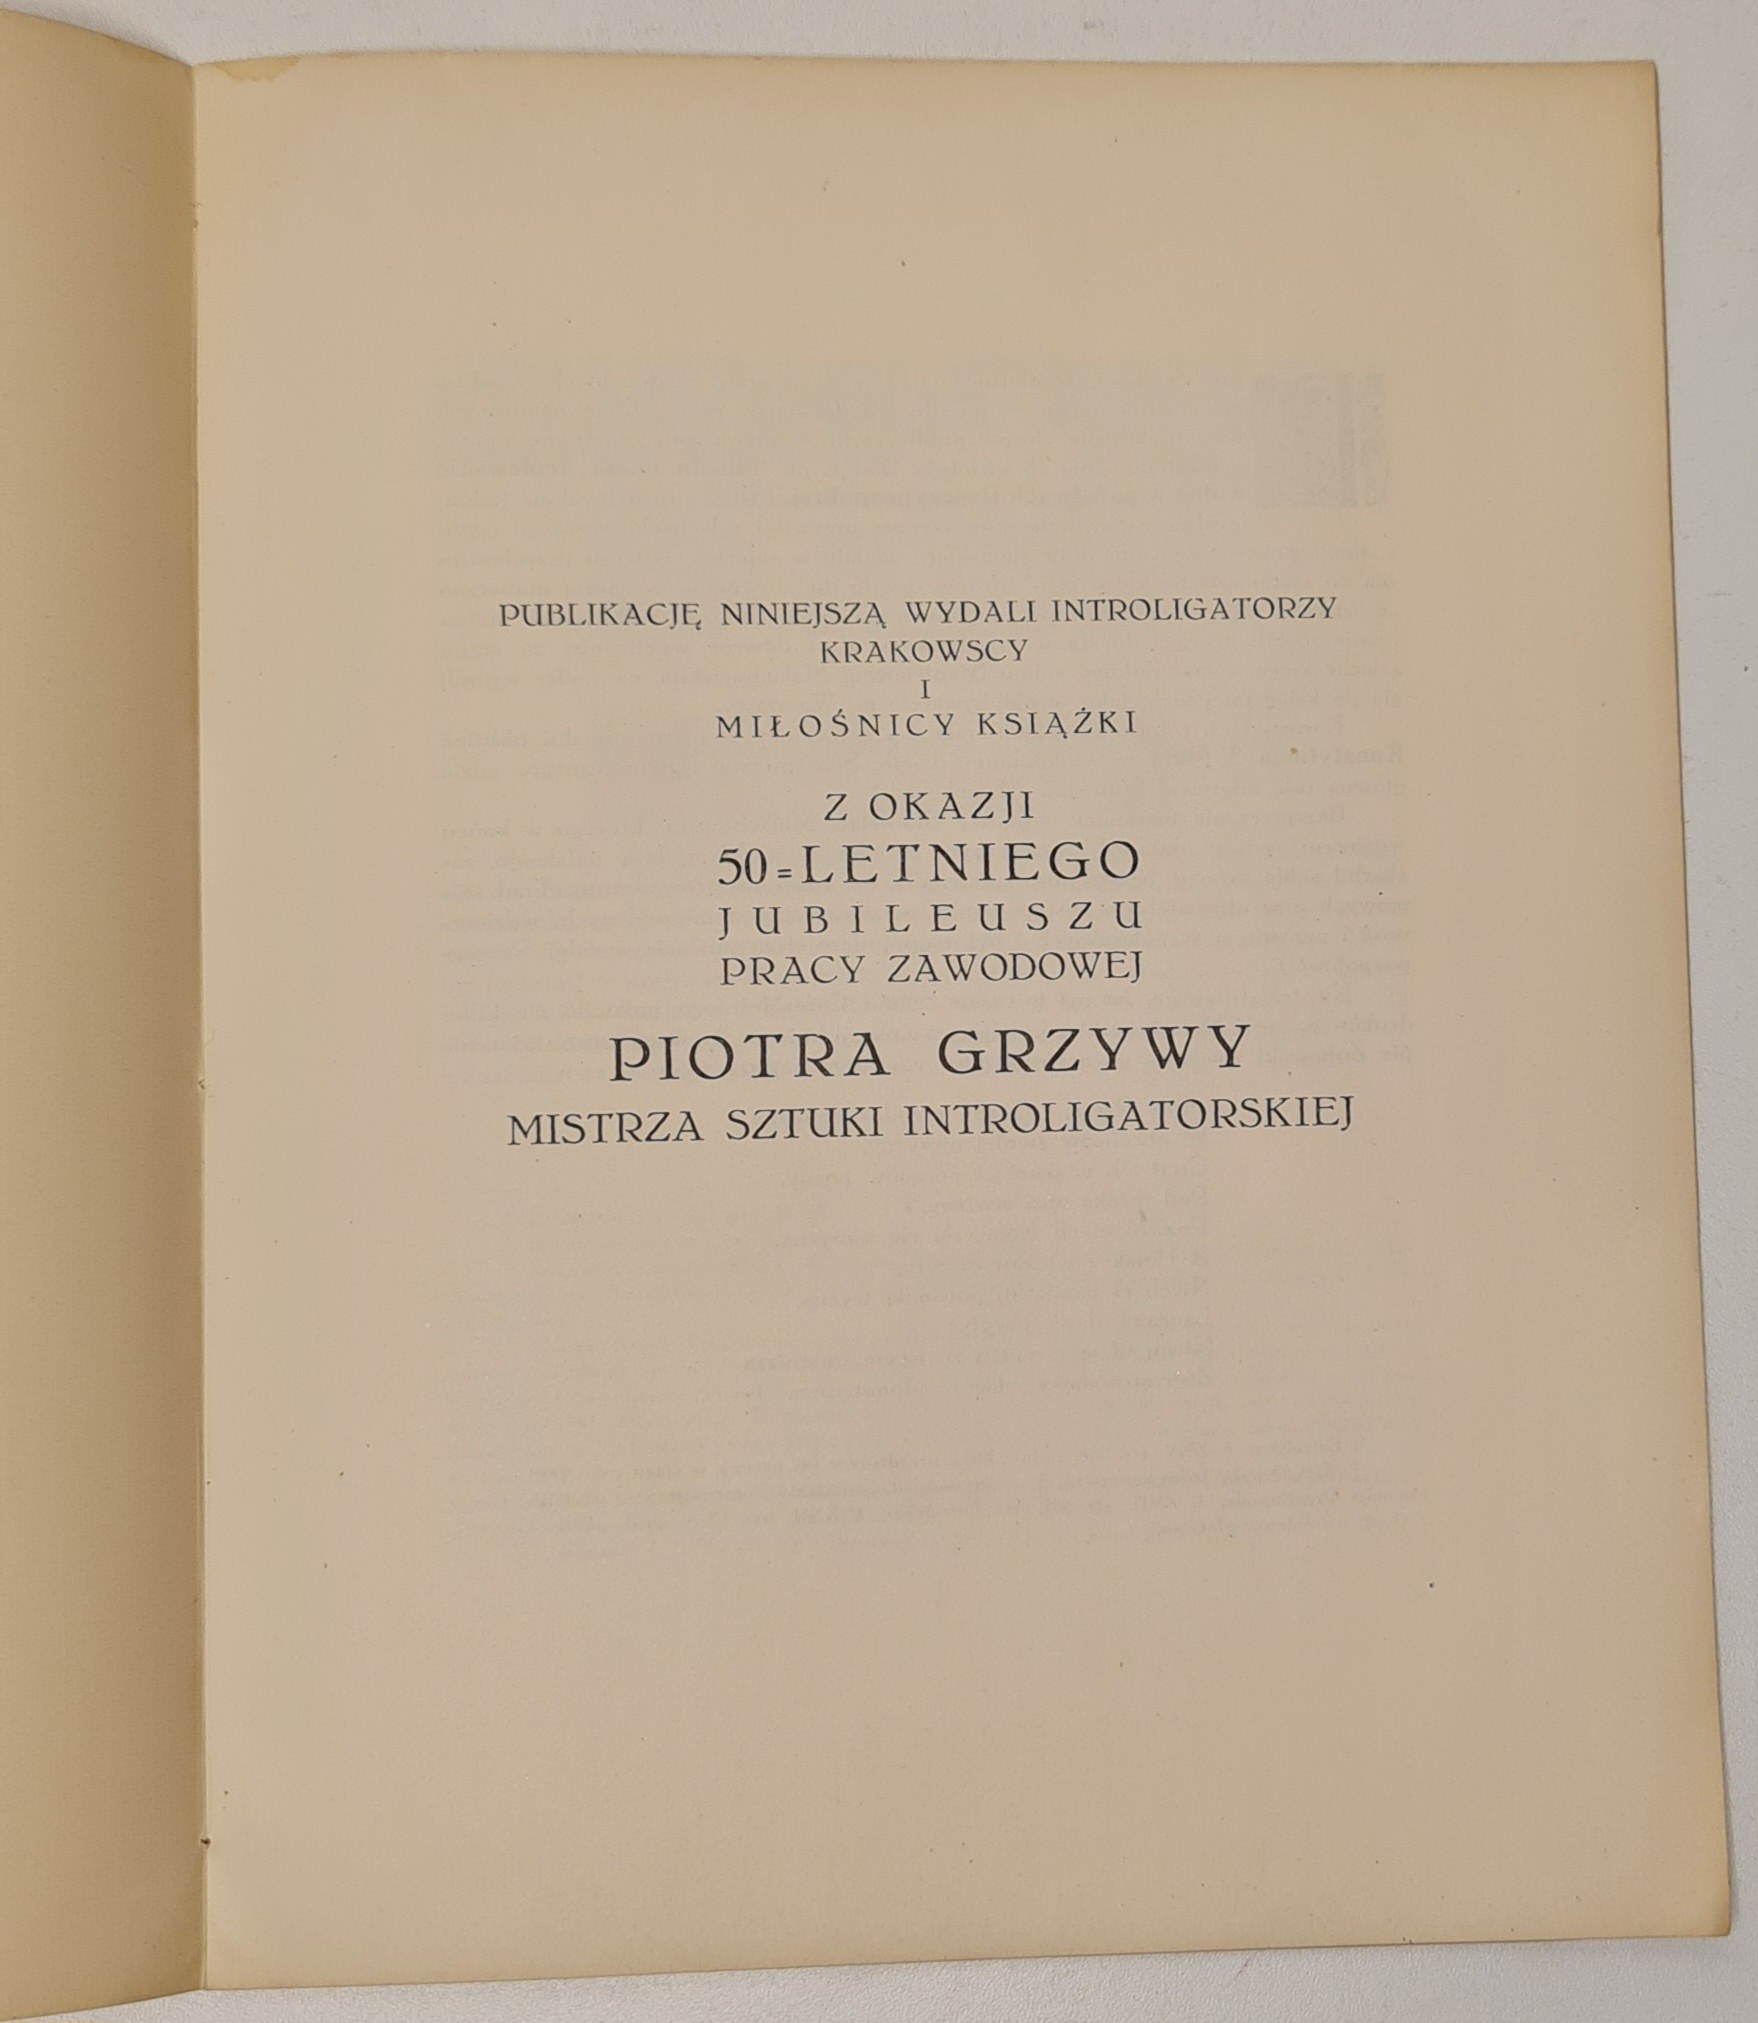 PUBLIKACJĘ NINIEJSZĄ WYDALI INTROLIGATORZY
KRAKOWSCY
I
MIŁOŚNICY KSIĄŻKI
Z OKAZJI
50=LETNIEGO
JUBILEUSZU
PRACY ZAWODOWEJ
PIOTRA GRZYWY
MISTRZA SZTUKI INTROLIGATORSKIEJ